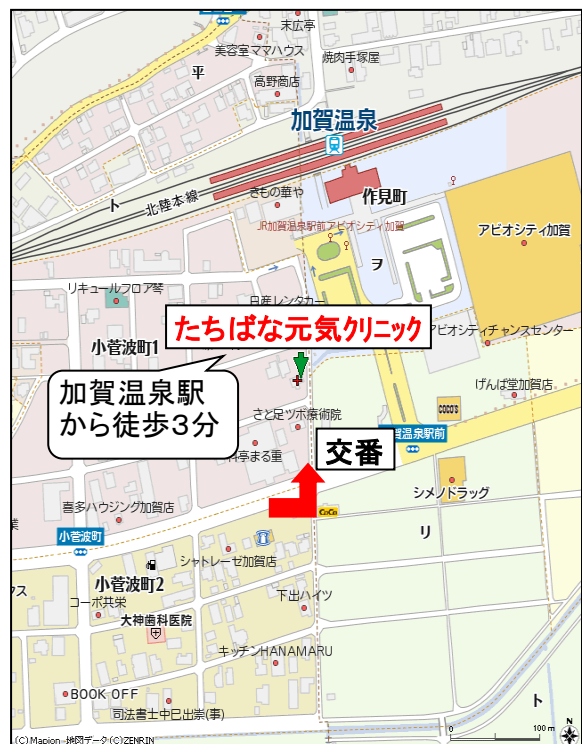 末広亭
美容室ママハウス
焼肉手塚屋
平
高野商店
加賀温泉
作見町
きもの華や
北陸本線
ト
JR加賀温泉駅前アビオシティ加賀
アビオシティ加賀
ヲ
リキュールフロア琴
日産レンタカー
たちばな元気クリニック
小菅波町1
アビオシティチャンスセンター
加賀温泉駅
から徒歩3分
げんば堂加賀店
COCO'S
さと足ツボ療術院
賀温泉駅前
交番
亭まる重
シメノドラッグ
喜多ハウジング加賀店
業
CoCo
リ
小菅波町
シャトレーゼ加賀店
小菅波町2
クス
コーポ共栄
下出ハイツ
大神歯科医院
キッチンHANAMARU
BOOK OFF
ト
司法書士中巳出崇(事)
N
0 100 m
(C)Mapion 地図データ(C)ZENRIN